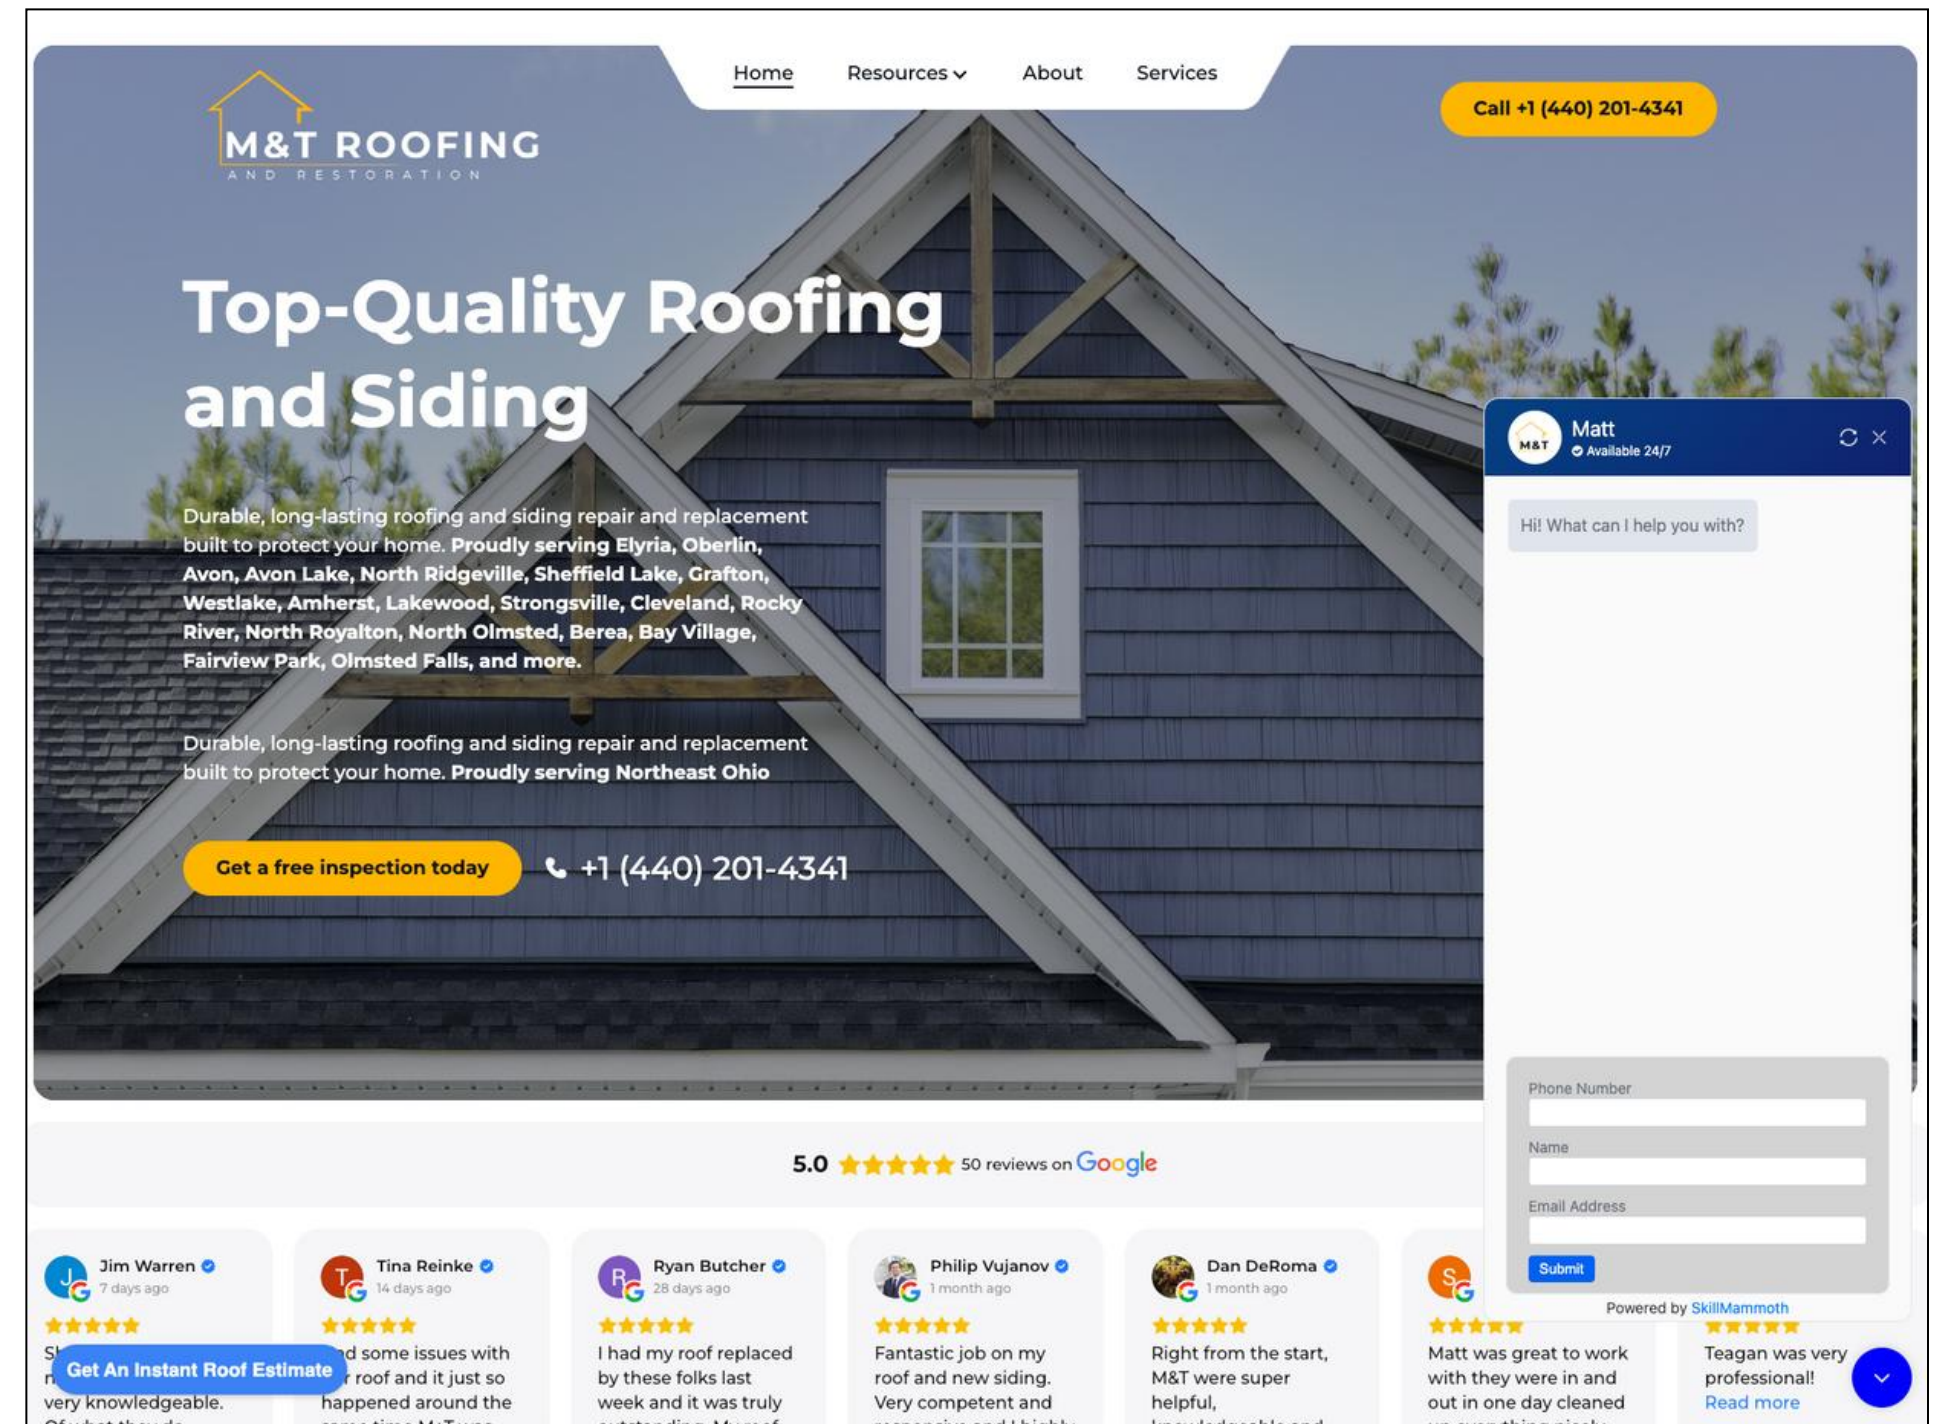 Home
Resources
About
Services
Call +1 (440) 201-4341
M&T ROOFING
AND RESTORATION
Top-Quality Roofing
and Siding
Durable, long-lasting roofing and siding repair and replacement
built to protect your home. Proudly serving Elyria, Oberlin,
Avon, Avon Lake, North Ridgeville, Sheffield Lake, Grafton,
Westlake, Amherst, Lakewood, Strongsville, Cleveland, Rocky
River, North Royalton, North Olmsted, Berea, Bay Village,
Fairview Park, Olmsted Falls, and more.
Durable, long-lasting roofing and siding repair and replacement
built to protect your home. Proudly serving Northeast Ohio
Get a free inspection today
+1 (440) 201-4341
M&T
Matt
Available 24/7
Hi! What can I help you with?
Phone Number
Name
Email Address
Submit
Powered by SkillMammoth
5.0
50 reviews on Google
J
Jim Warren
7 days ago
very knowledgeable.
T
Tina Reinke
14 days ago
some issues with
roof and it just so
happened around the
R
Ryan Butcher
28 days ago
I had my roof replaced
by these folks last
week and it was truly
Philip Vujanov
1 month ago
Fantastic job on my
roof and new siding.
Very competent and
Dan DeRoma
1 month ago
Right from the start,
M&T were super
helpful,
S
Matt was great to work
with they were in and
out in one day cleaned
Teagan was very
professional!
Read more
Get An Instant Roof Estimate